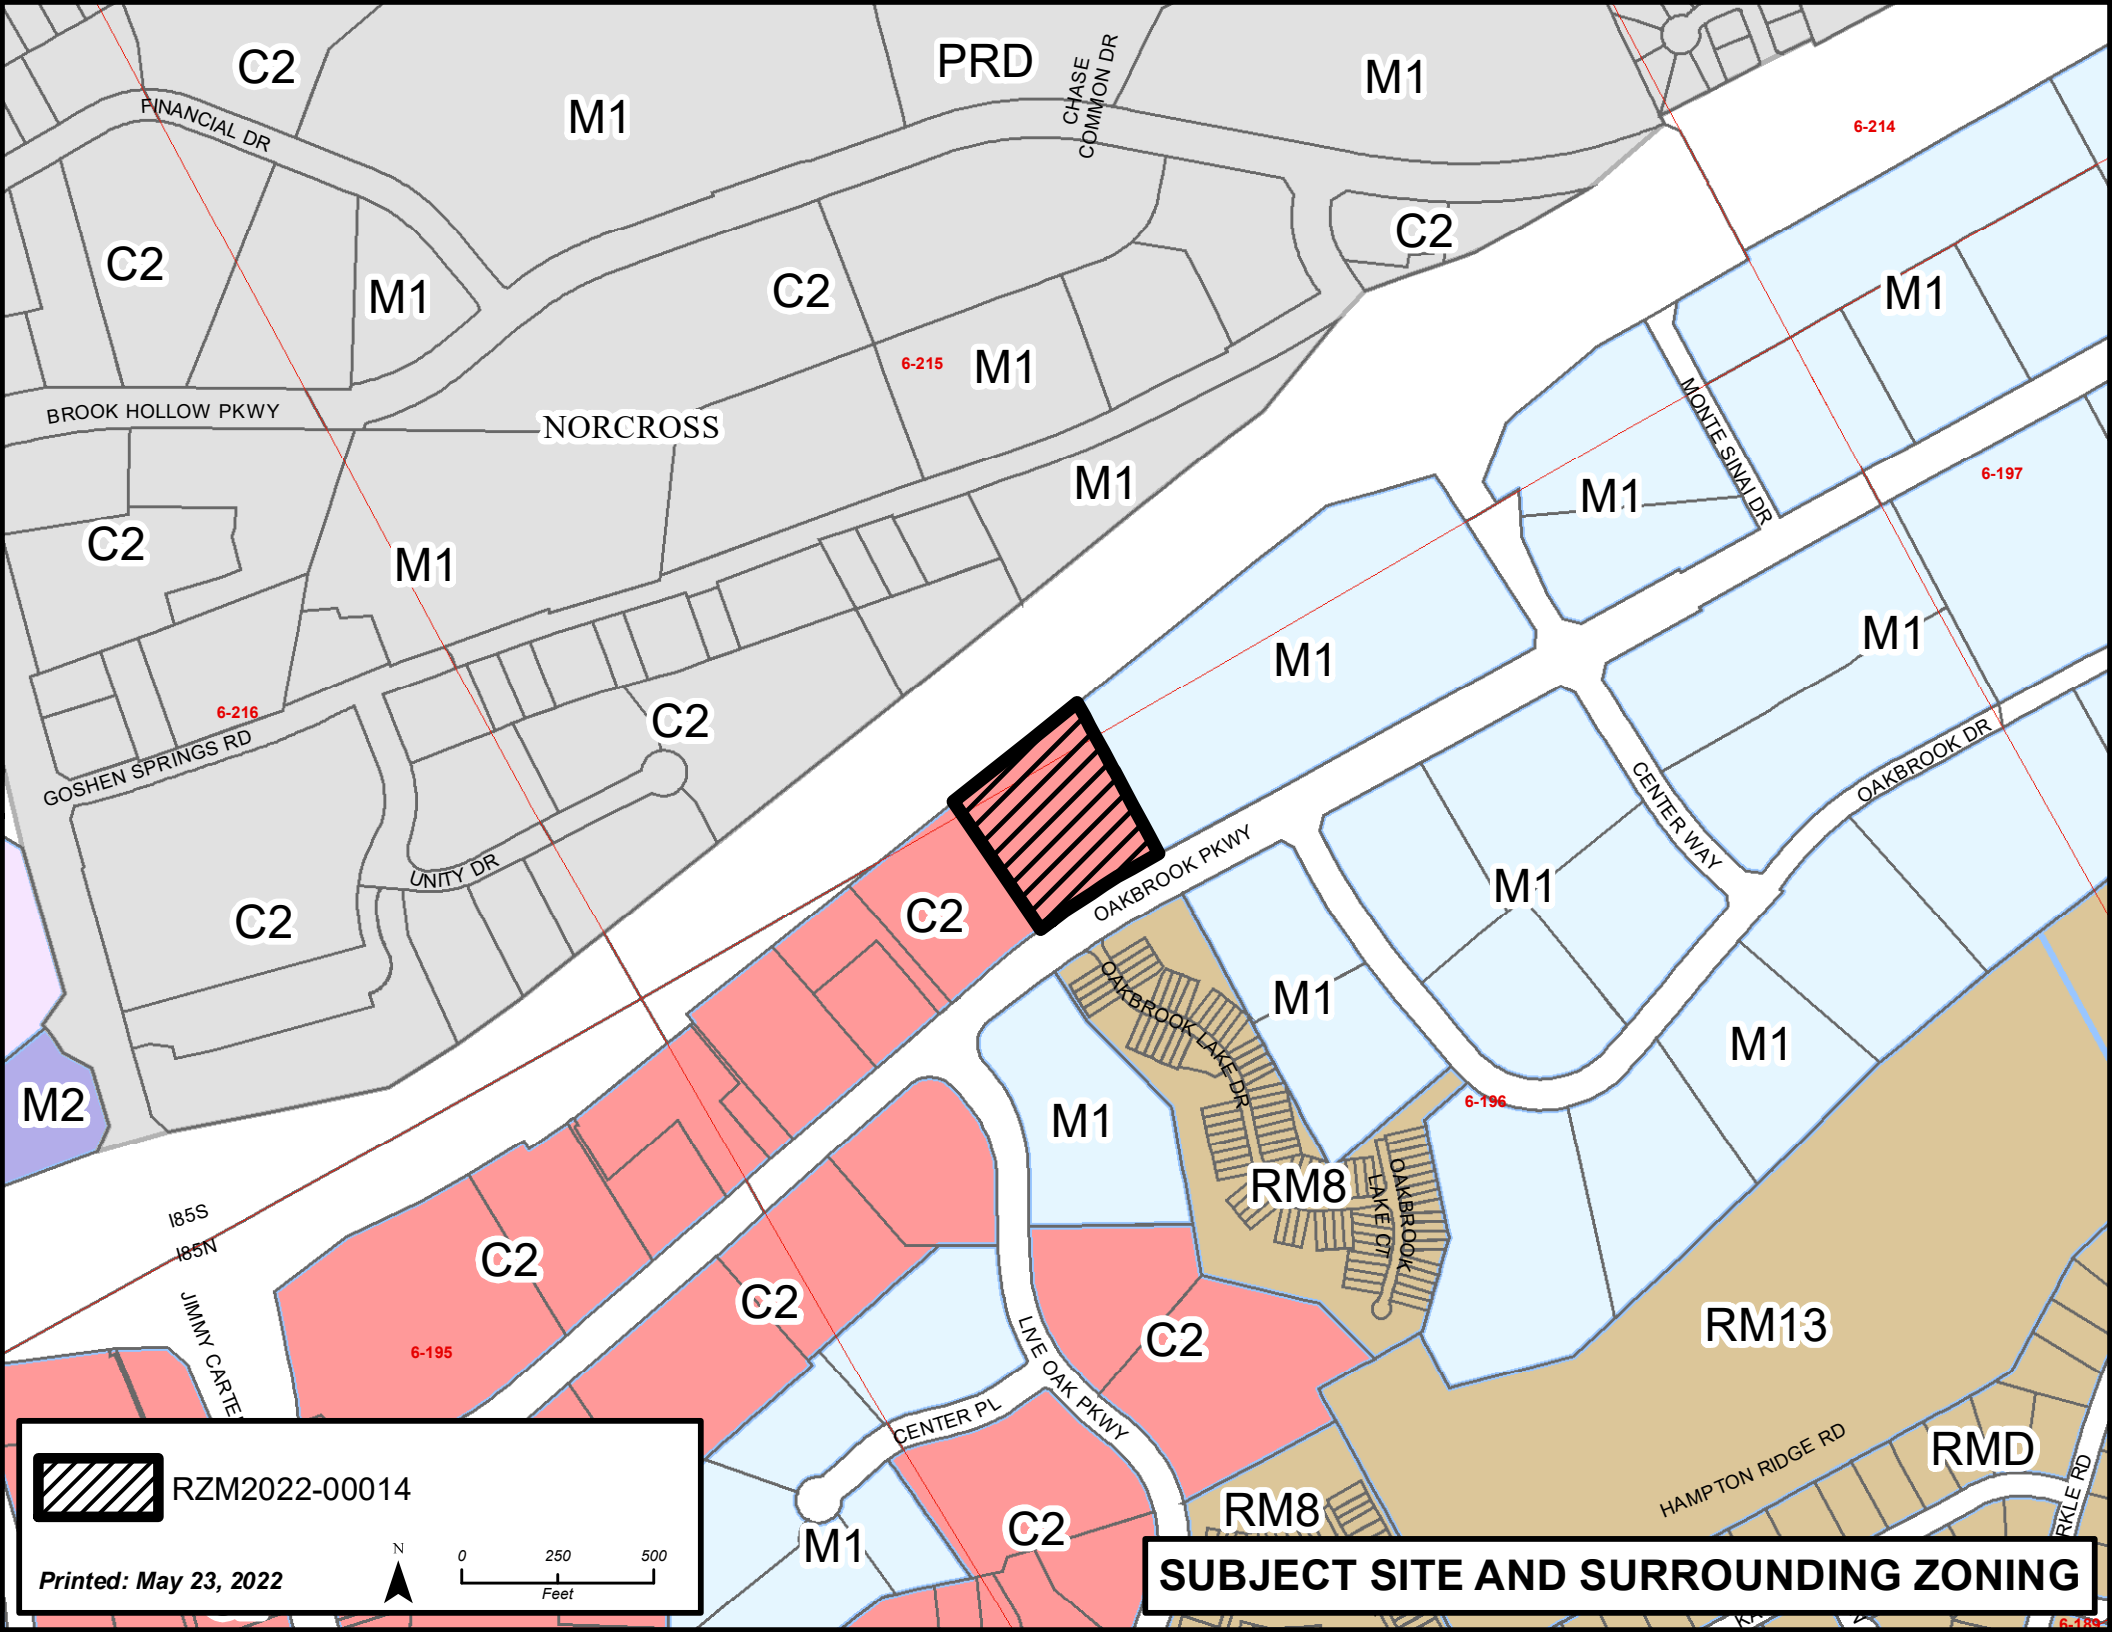 C2
PRD
CHASE
COMMON DR
M1
M1
FINANCIAL DR
6-214
C2
C2
M1
C2
M1
6-215
M1
BROOK HOLLOW PKWY
NORCROSS
MONTE SINAI DR
6-197
M1
M1
C2
M1
M1
M1
6-216
C2
GOSHEN SPRINGS RD
CENTER WAY
OAKBROOK DR
UNITY DR
OAKBROOK PKWY
C2
C2
M1
OAKBROOK LAKE DR
M1
M1
M2
M1
6-196
RM8
OAKBROOK
LAKE CT
I85S
I85N
C2
C2
JIMMY CARTE
6-195
LIVE OAK PKWY
C2
RM13
CENTER PL
HAMPTON RIDGE RD
RMD
RKLE RD
RM8
C2
M1
RZM2022-00014
Printed: May 23, 2022
N
0 250 500
Feet
SUBJECT SITE AND SURROUNDING ZONING
6-189